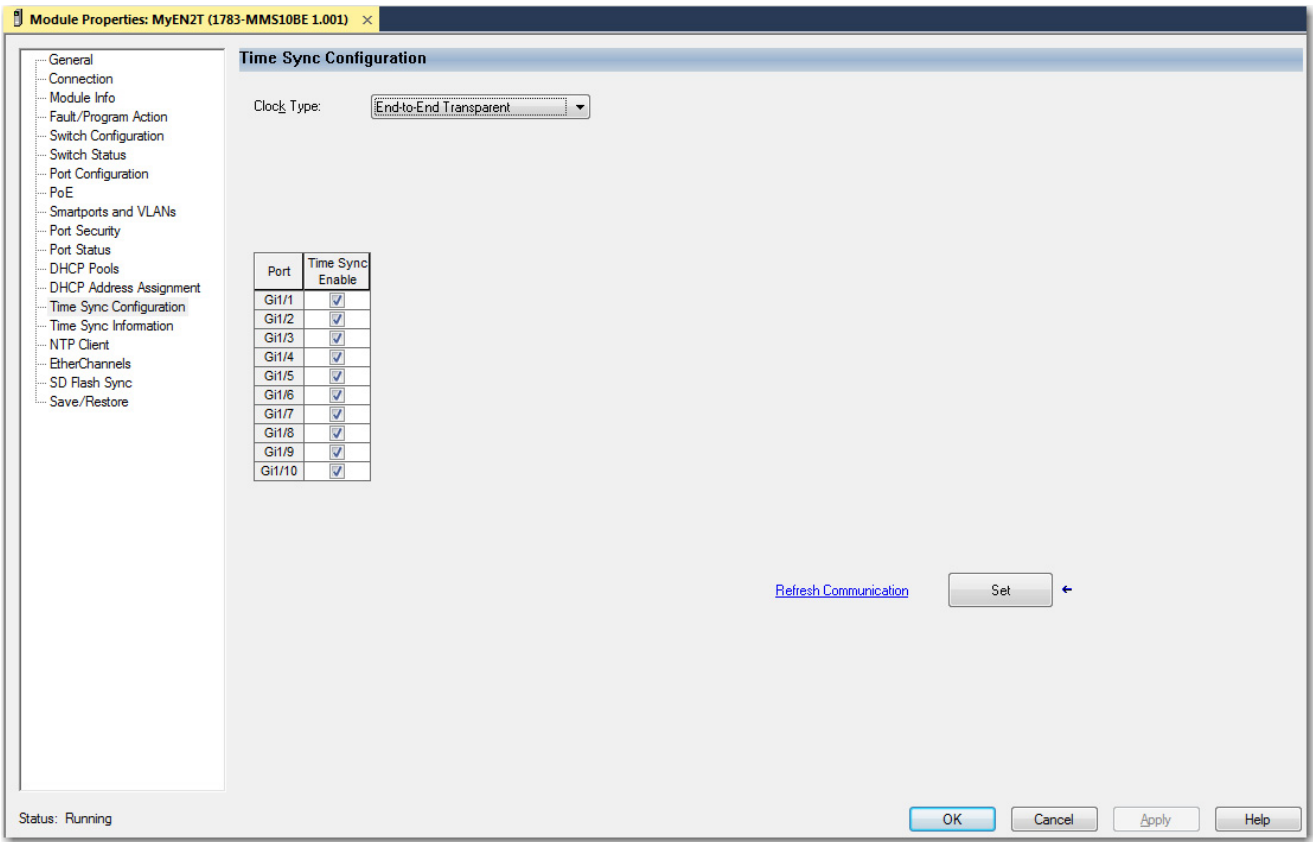 Module Properties: MyEN2T (1783-MMS10BE 1.001) ×
General
Connection
Module Info
Fault/Program Action
Switch Configuration
Switch Status
Port Configuration
PoE
Smartports and VLANs
Port Security
Port Status
DHCP Pools
DHCP Address Assignment
Time Sync Configuration
Time Sync Information
NTP Client
EtherChannels
SD Flash Sync
Save/Restore
Time Sync Configuration
Clock Type: End-to-End Transparent
Port Time Sync Enable
Gi1/1
Gi1/2
Gi1/3
Gi1/4
Gi1/5
Gi1/6
Gi1/7
Gi1/8
Gi1/9
Gi1/10
Refresh Communication Set
Status: Running
OK Cancel Apply Help